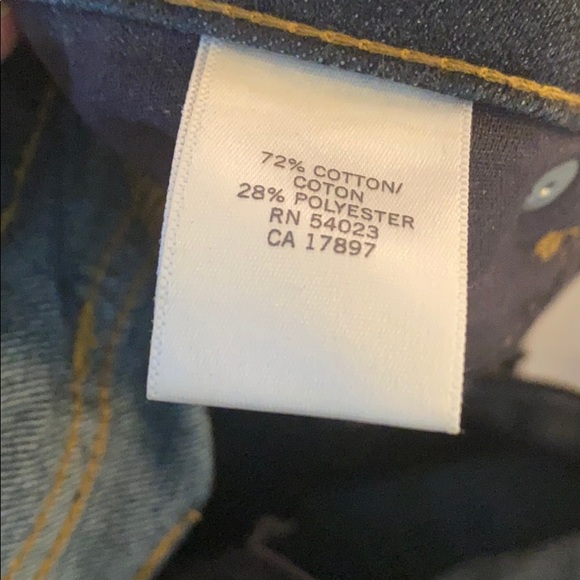 72% COTTON/
COTON
28% POLYESTER
RN 54023
CA 17897